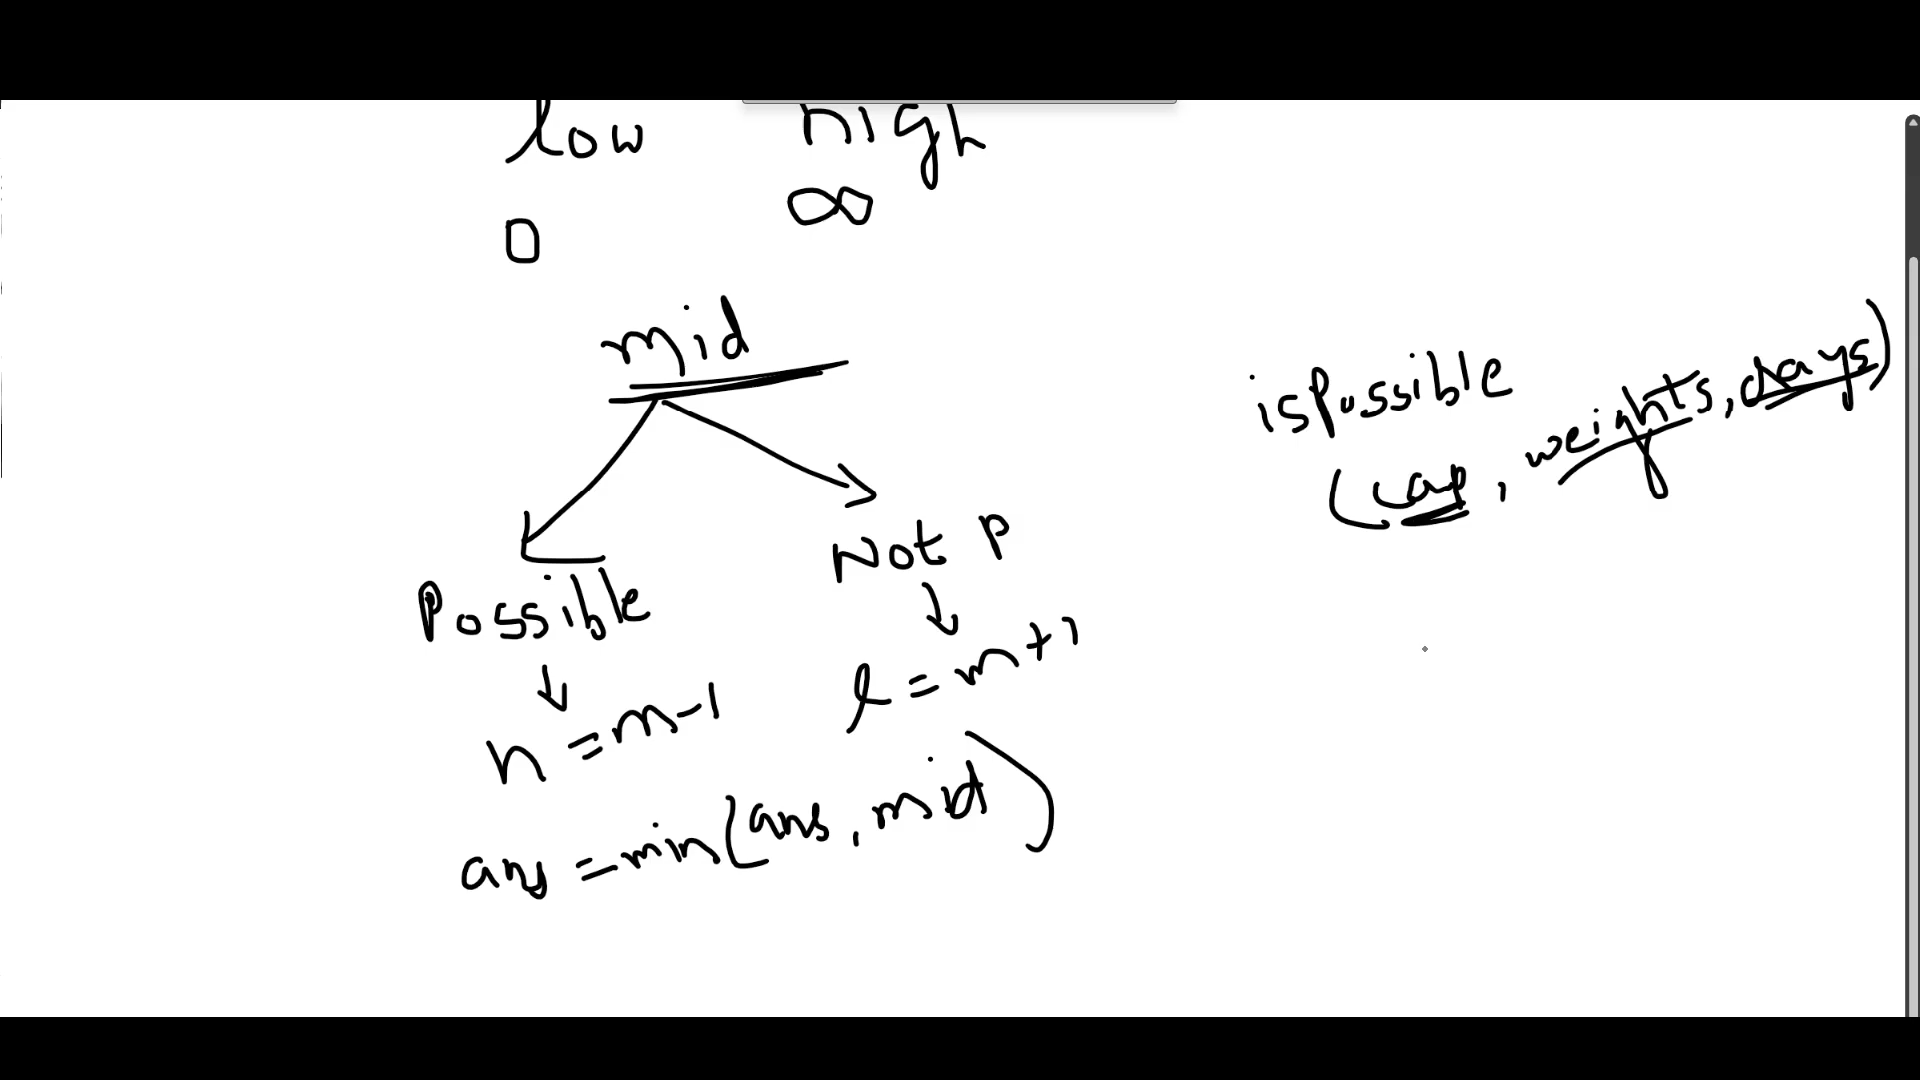 low high
0 ∞
mid
isPossible
(cap, weights, days)
Possible Not P
h = m-1 l = m+1
ans = min(ans, mid)